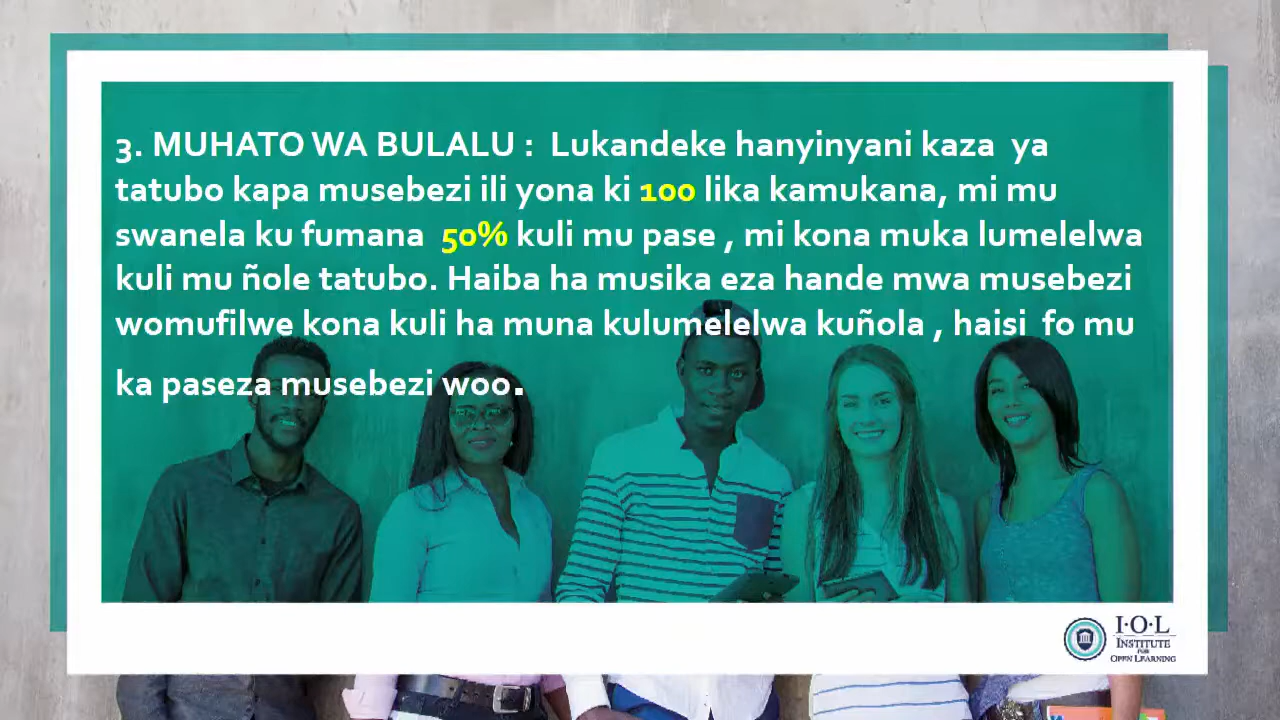 3. MUHATO WA BULALU : Lukandeke hanyinyani kaza ya
tatubo kapa musebezi ili yona ki 100 lika kamukana, mi mu
swanela ku fumana 50% kuli mu pase , mi kona muka lumelelwa
kuli mu ñole tatubo. Haiba ha musika eza hande mwa musebezi
womufilwe kona kuli ha muna kulumelelwa kuñola , haisi fo mu
ka paseza musebezi woo.
I·O·L
INSTITUTE
FOR
OPEN LEARNING